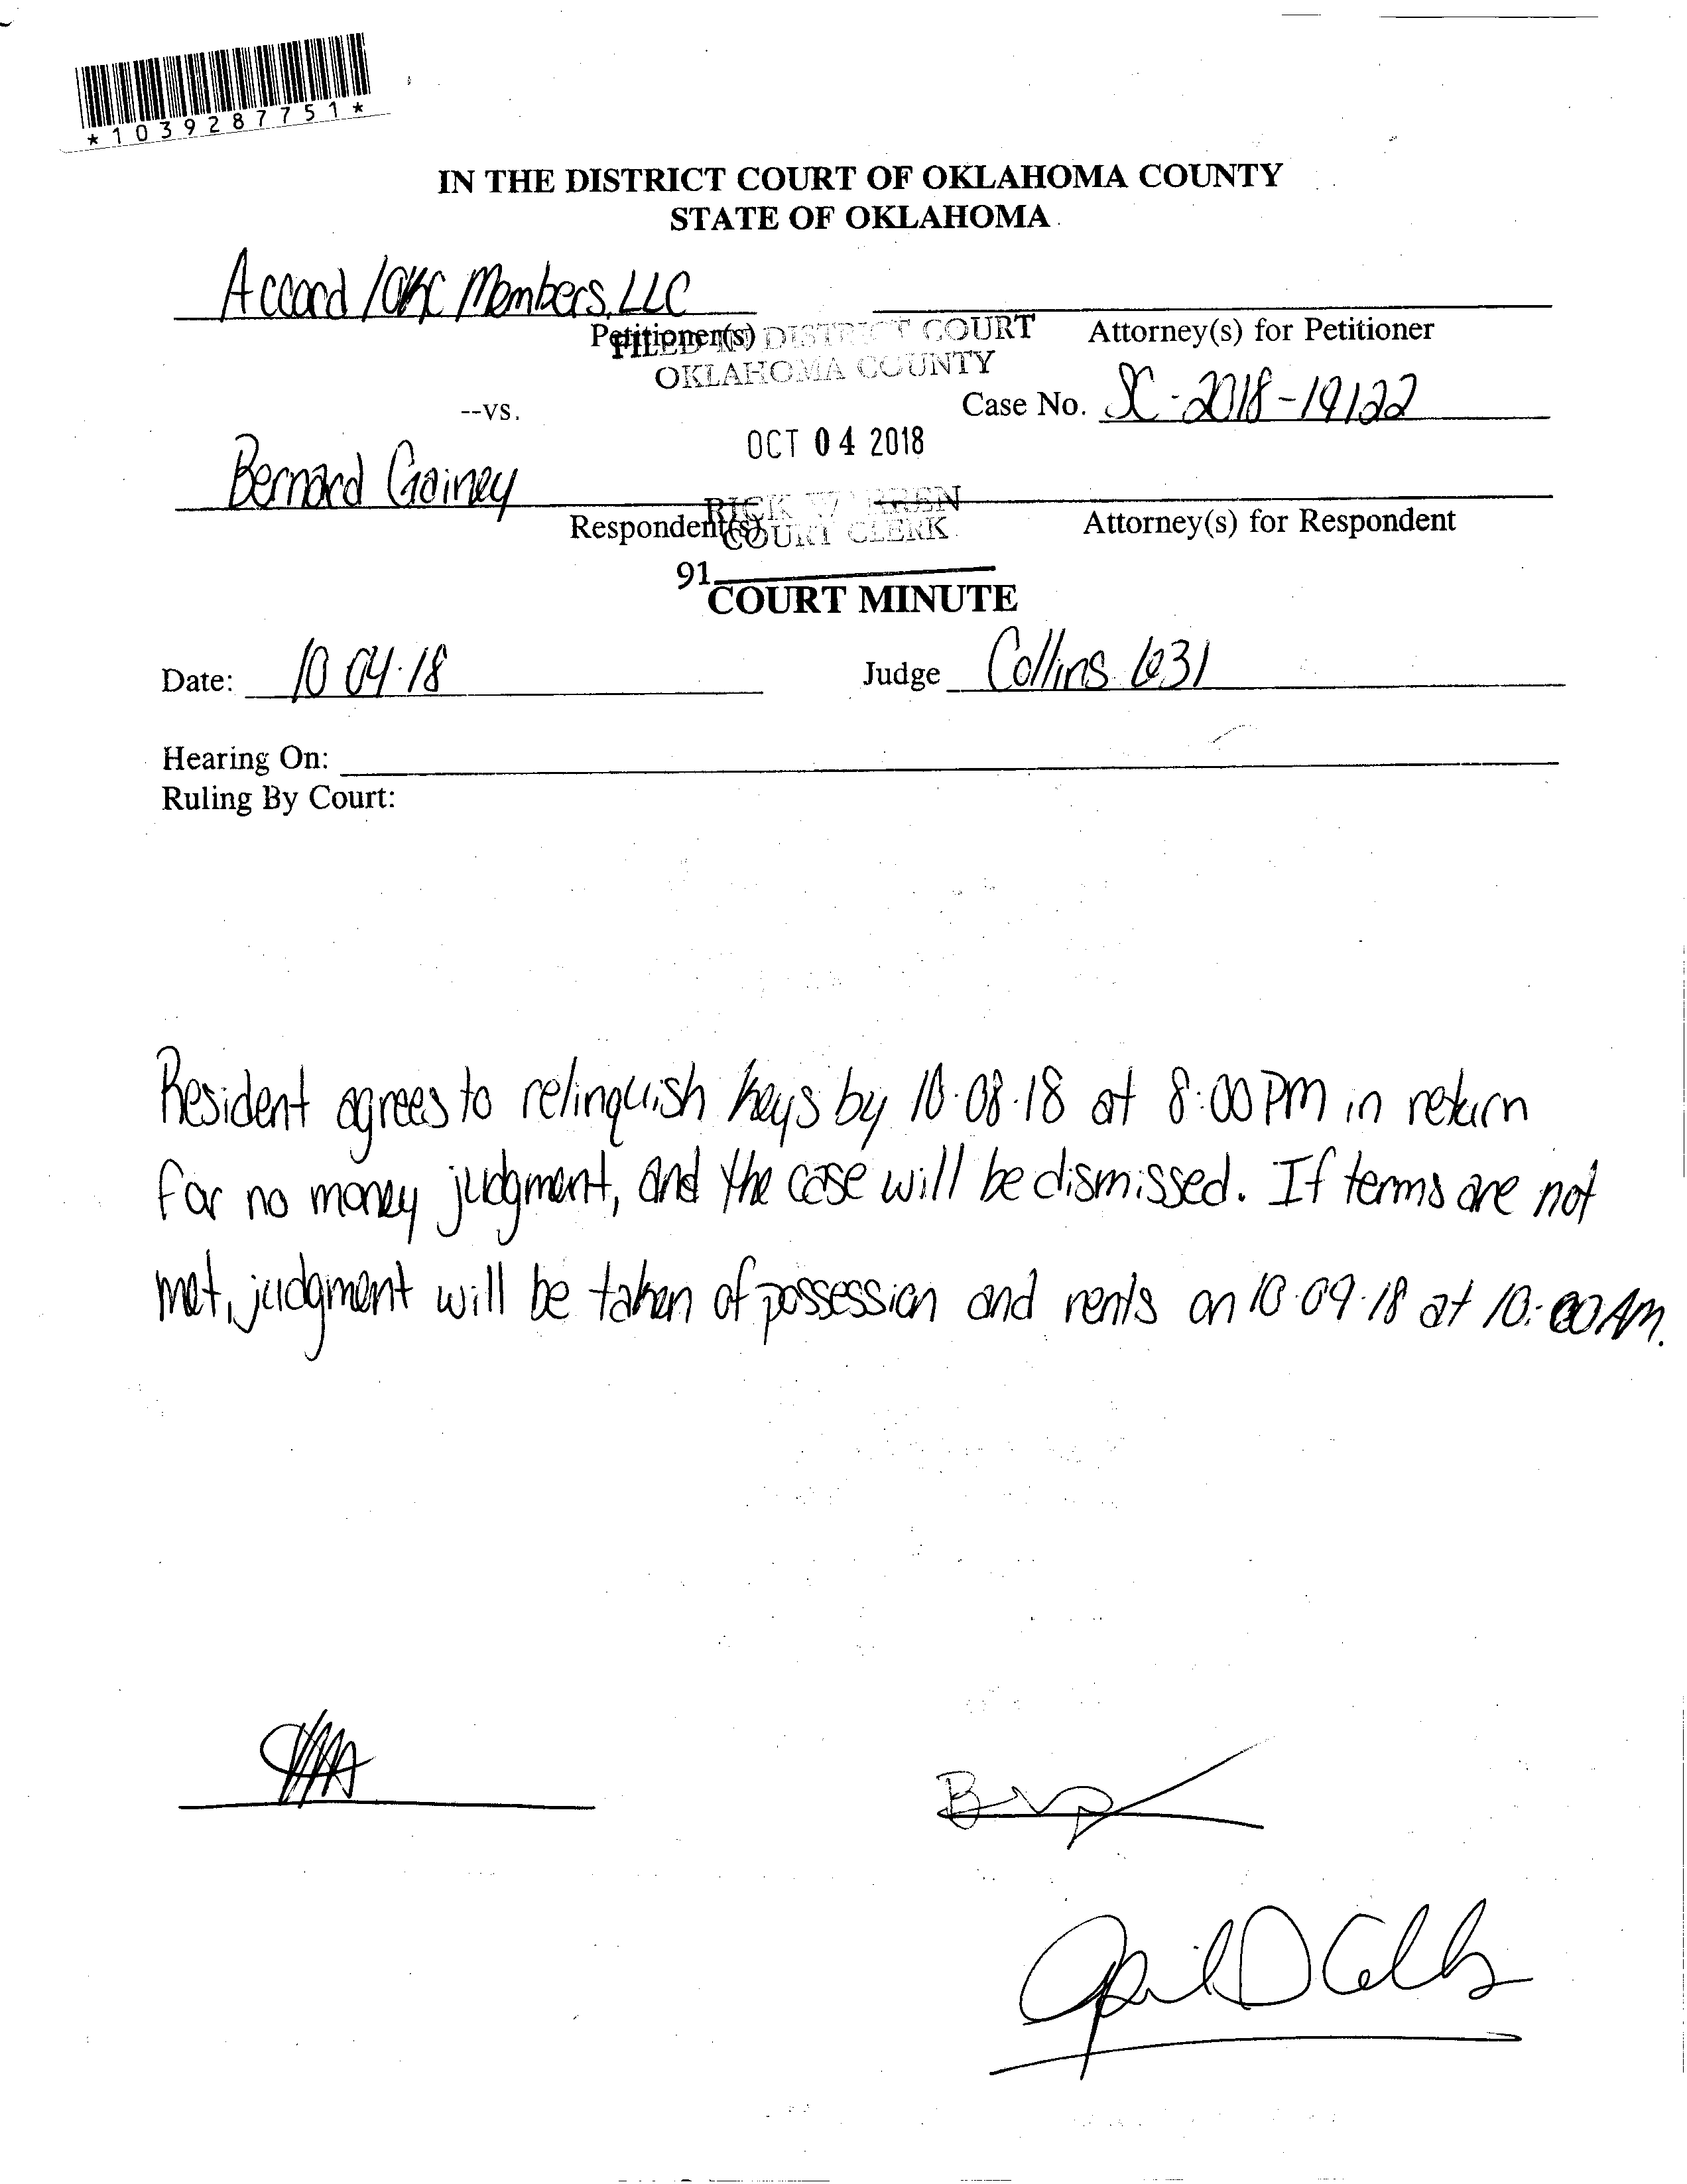 *1039287751*
IN THE DISTRICT COURT OF OKLAHOMA COUNTY
STATE OF OKLAHOMA
Accord / OKC Members, LLC
Petitioner(s)
Attorney(s) for Petitioner
FILED IN DISTRICT COURT
OKLAHOMA COUNTY
--vs.
Case No. SC-2018-19122
OCT 04 2018
Bernard Gainey
RICK WARREN
Respondent(s)
Attorney(s) for Respondent
COURT CLERK
91
COURT MINUTE
Date: 10 04.18
Judge Collins
Hearing On:
Ruling By Court:
Resident agrees to relinquish keys by 10.08.18 at 8:00 PM in return
for no money judgment, and the case will be dismissed. If terms are not
met, judgment will be taken of possession and rents on 10.09.18 at 10:00 AM.